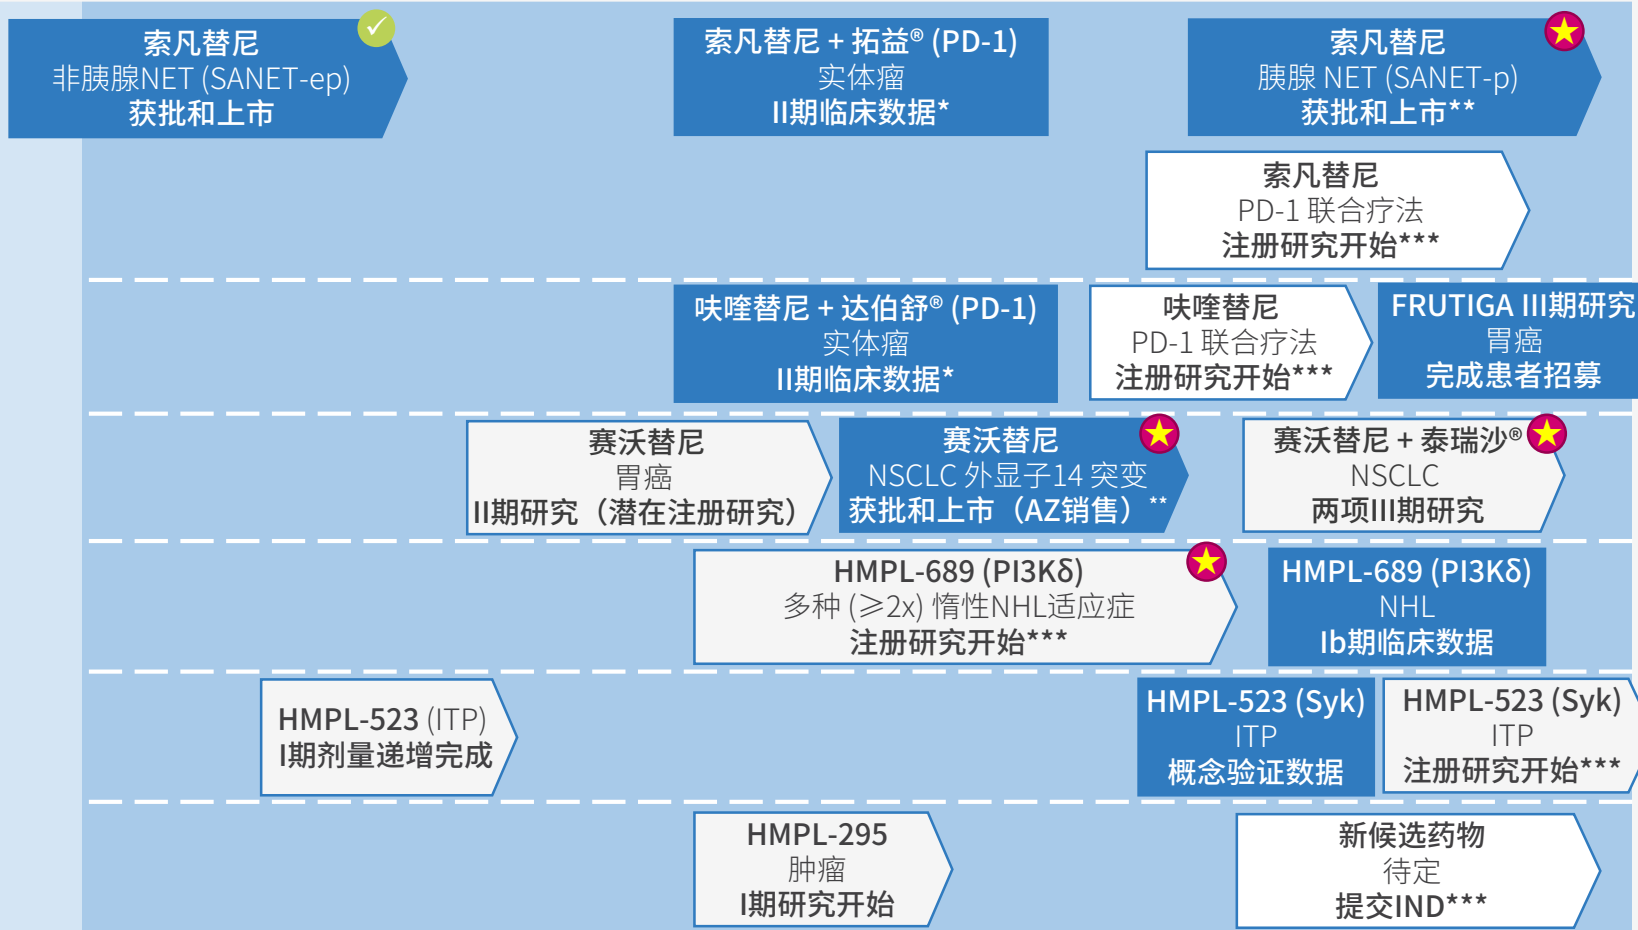 索凡替尼
非胰腺NET (SANET-ep)
获批和上市
索凡替尼 + 拓益® (PD-1)
实体瘤
II期临床数据*
索凡替尼
胰腺 NET (SANET-p)
获批和上市**
索凡替尼
PD-1 联合疗法
注册研究开始***
呋喹替尼 + 达伯舒® (PD-1)
实体瘤
II期临床数据*
呋喹替尼
PD-1 联合疗法
注册研究开始***
FRUTIGA III期研究
胃癌
完成患者招募
赛沃替尼
胃癌
II期研究（潜在注册研究）
赛沃替尼
NSCLC 外显子14 突变
获批和上市（AZ销售）**
赛沃替尼 + 泰瑞沙®
NSCLC
两项III期研究
HMPL-689 (PI3Kδ)
多种 (≥2x) 惰性NHL适应症
注册研究开始***
HMPL-689 (PI3Kδ)
NHL
Ib期临床数据
HMPL-523 (ITP)
I期剂量递增完成
HMPL-523 (Syk)
ITP
概念验证数据
HMPL-523 (Syk)
ITP
注册研究开始***
HMPL-295
肿瘤
I期研究开始
新候选药物
待定
提交IND***